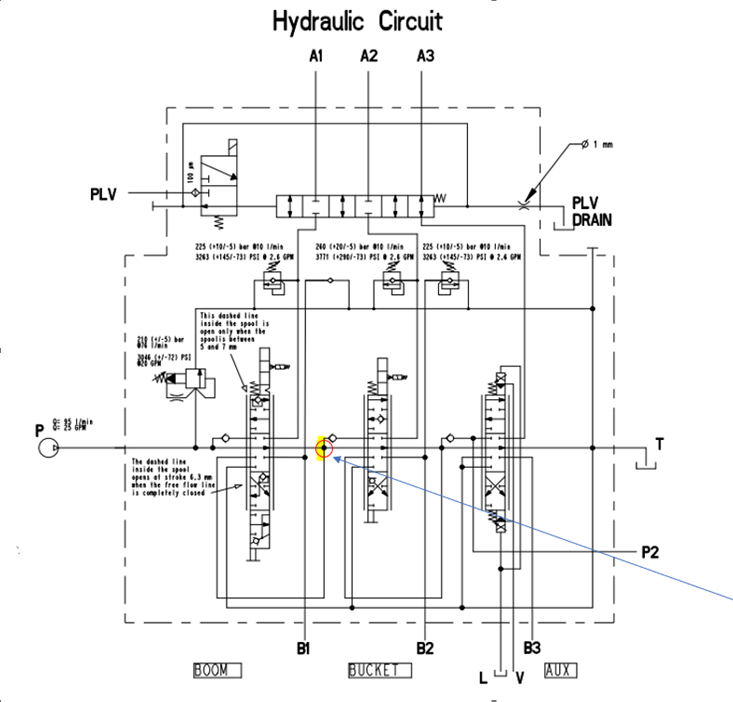 Hydraulic Circuit
A1 A2 A3
100 μm
Ø 1 mm
PLV
PLV
DRAIN
225 (+10/-5) bar @10 l/min
3263 (+145/-73) PSI @ 2.6 GPM
260 (+20/-5) bar @10 l/min
3771 (+290/-73) PSI @ 2.6 GPM
225 (+10/-5) bar @10 l/min
3263 (+145/-73) PSI @ 2.6 GPM
This dashed line
inside the spool is
open only when the
spoolis between
5 and 7 mm
210 (+/-5) bar
@76 l/min
3046 (+/-72) PSI
@20 GPM
P
Q= 95 l/min
Q= 25 GPM
The dashed line
inside the spool
opens at stroke 6,3 mm
when the free flow line
is completely closed
T
P2
B1 B2 B3
BOOM BUCKET AUX
L V